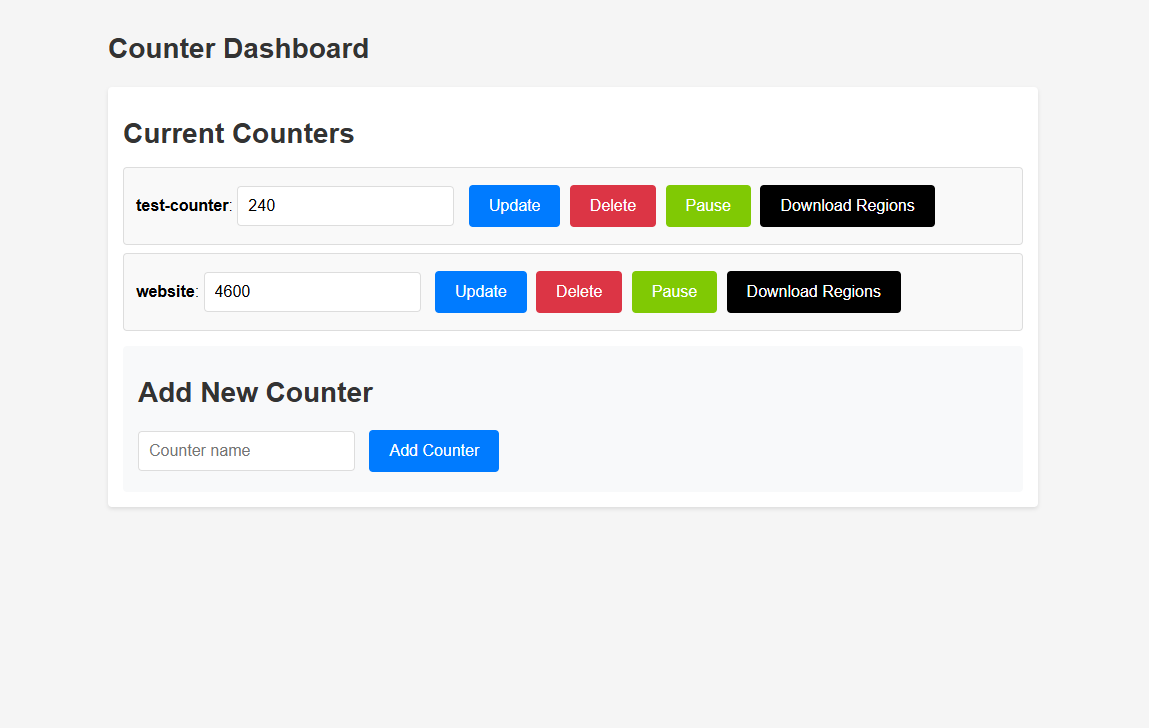 Counter Dashboard
Current Counters
test-counter: 240 Update Delete Pause Download Regions
website: 4600 Update Delete Pause Download Regions
Add New Counter
Counter name Add Counter